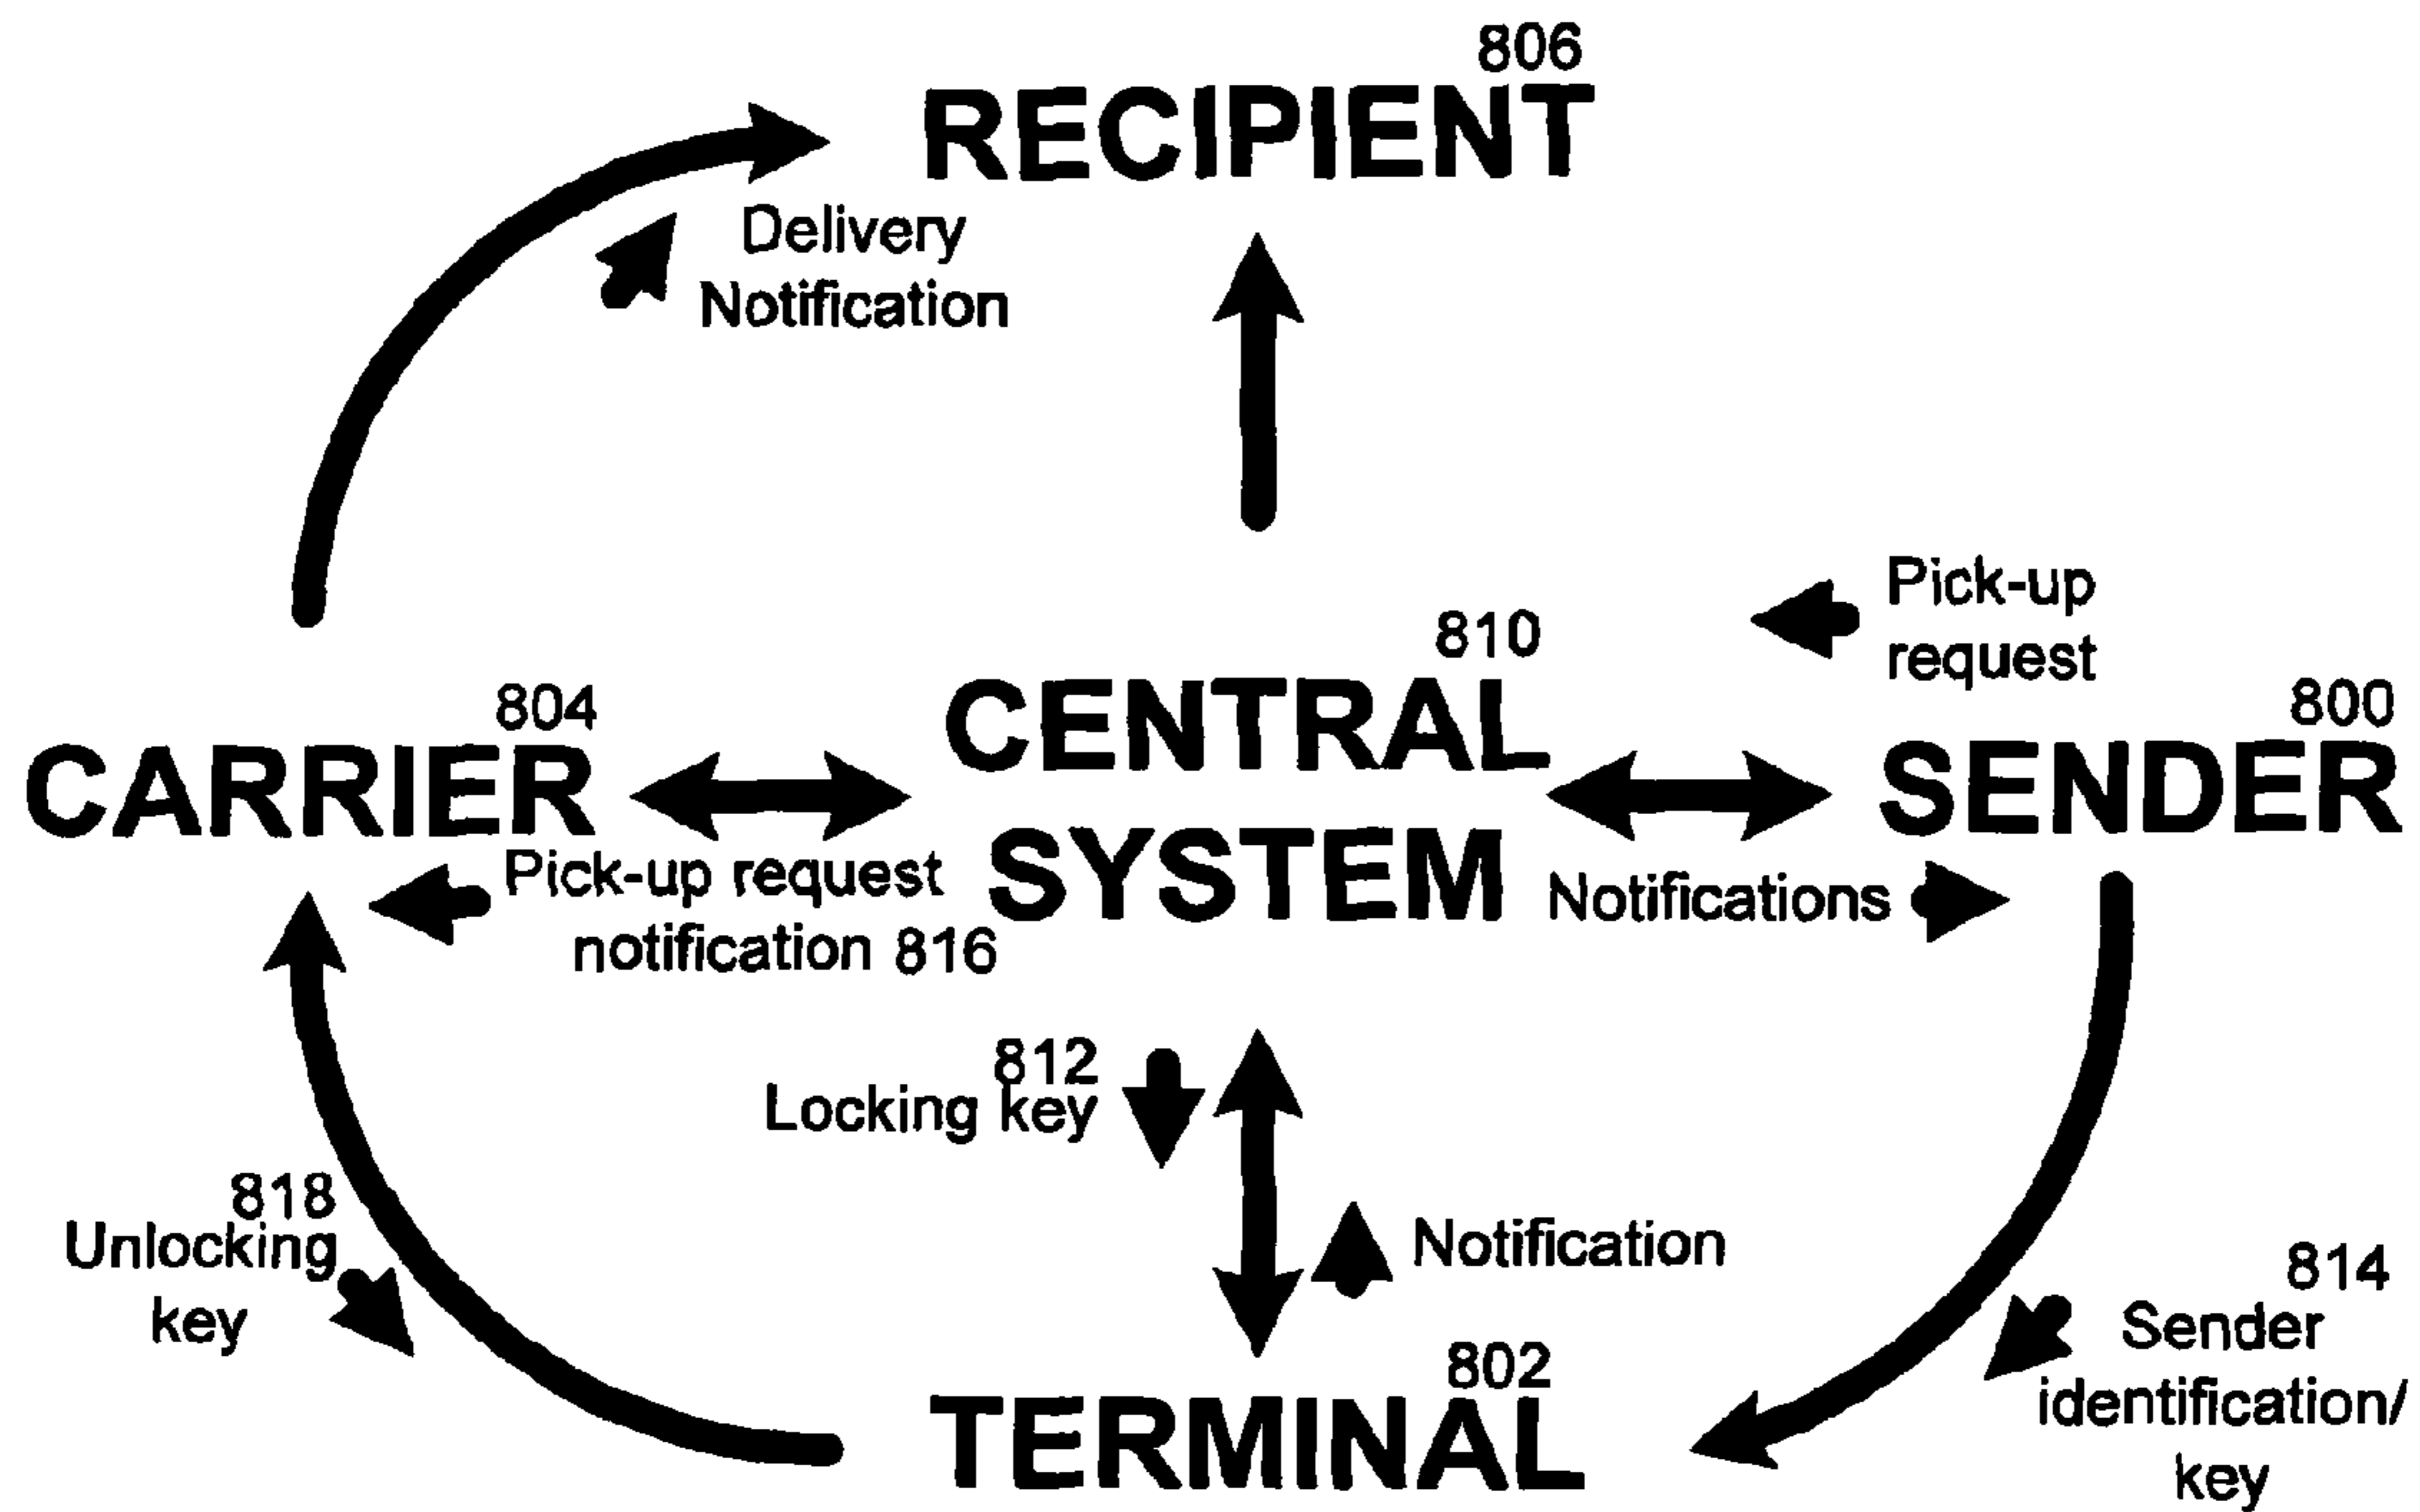 806
RECIPIENT
Delivery
Notification
Pick-up
request
810
CENTRAL
SYSTEM
804
CARRIER
800
SENDER
Pick-up request
notification 816
Notifications
812
Locking key
818
Unlocking
key
Notification
814
Sender
identification/
key
802
TERMINAL